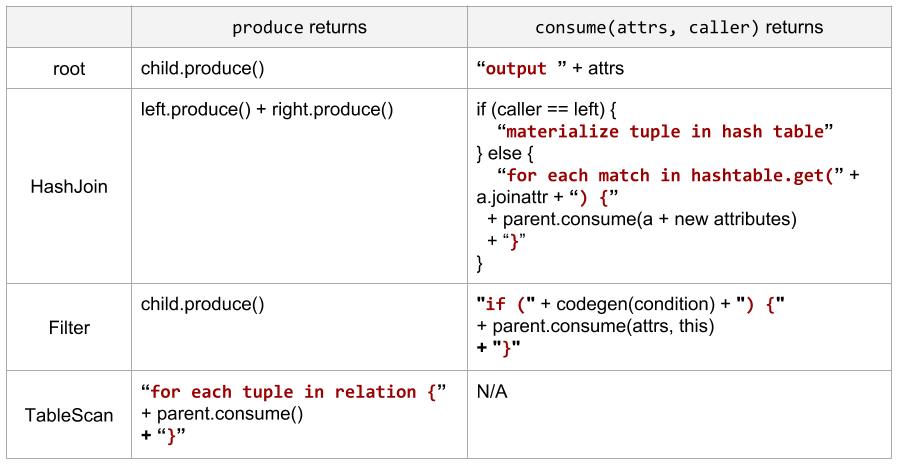 produce returns
consume(attrs, caller) returns
root
child.produce()
“output ” + attrs
HashJoin
left.produce() + right.produce()
if (caller == left) {
“materialize tuple in hash table”
} else {
“for each match in hashtable.get(” +
a.joinattr + “) {”
+ parent.consume(a + new attributes)
+ “}”
}
Filter
child.produce()
"if (" + codegen(condition) + ") {"
+ parent.consume(attrs, this)
+ "}"
TableScan
“for each tuple in relation {”
+ parent.consume()
+ “}”
N/A